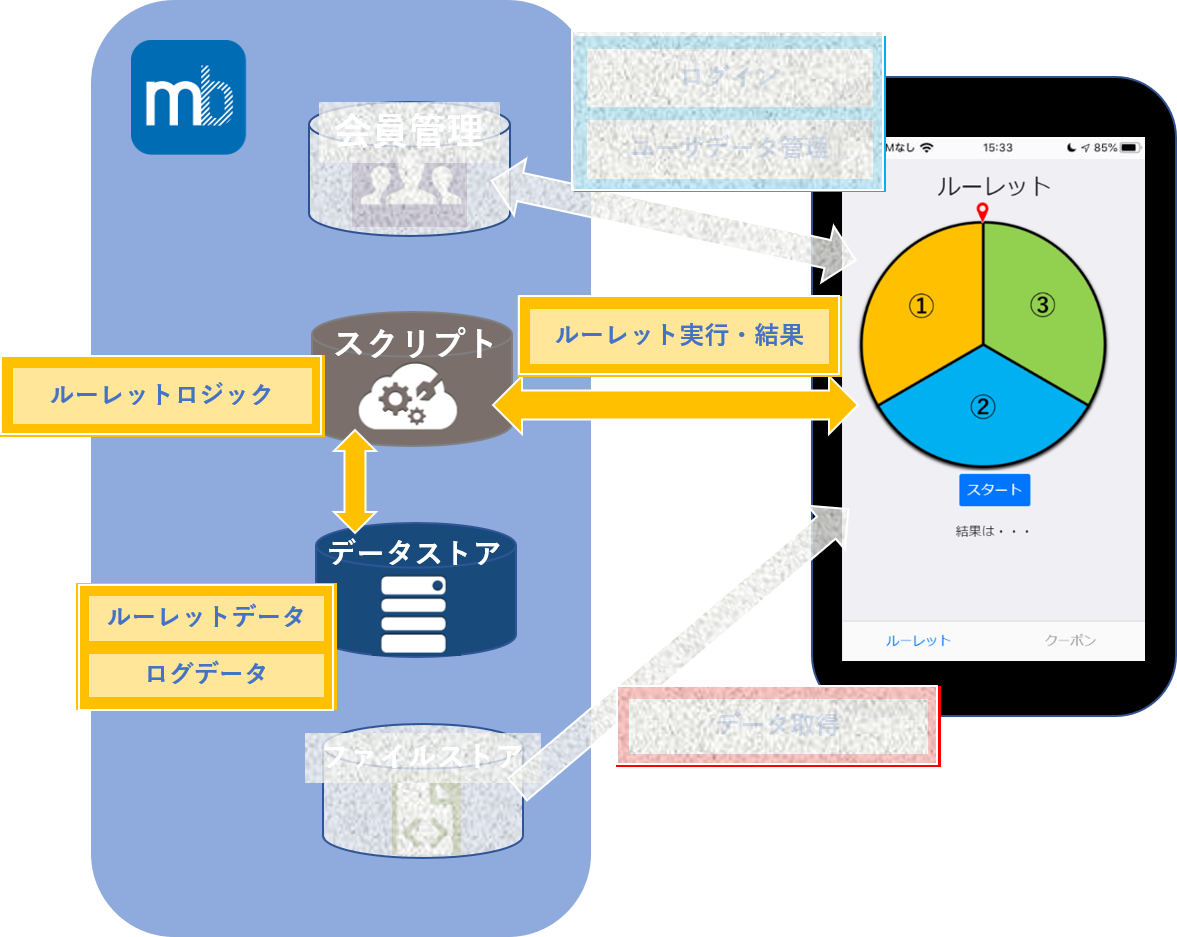 mb
会員管理
ログイン
ユーザデータ管理
Mなし 15:33 85%
ルーレット
①
③
②
スタート
結果は・・・
ルーレット クーポン
スクリプト
ルーレット実行・結果
ルーレットロジック
データストア
ルーレットデータ
ログデータ
ファイルストア
データ取得